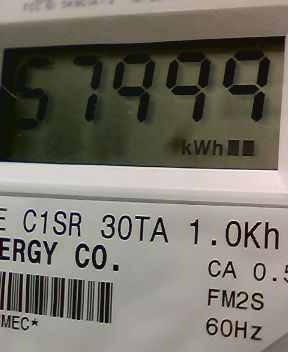 57999
kWh
E C1SR 30TA 1.0Kh
ERGY CO.
CA 0.5
FM2S
MEC*
60Hz